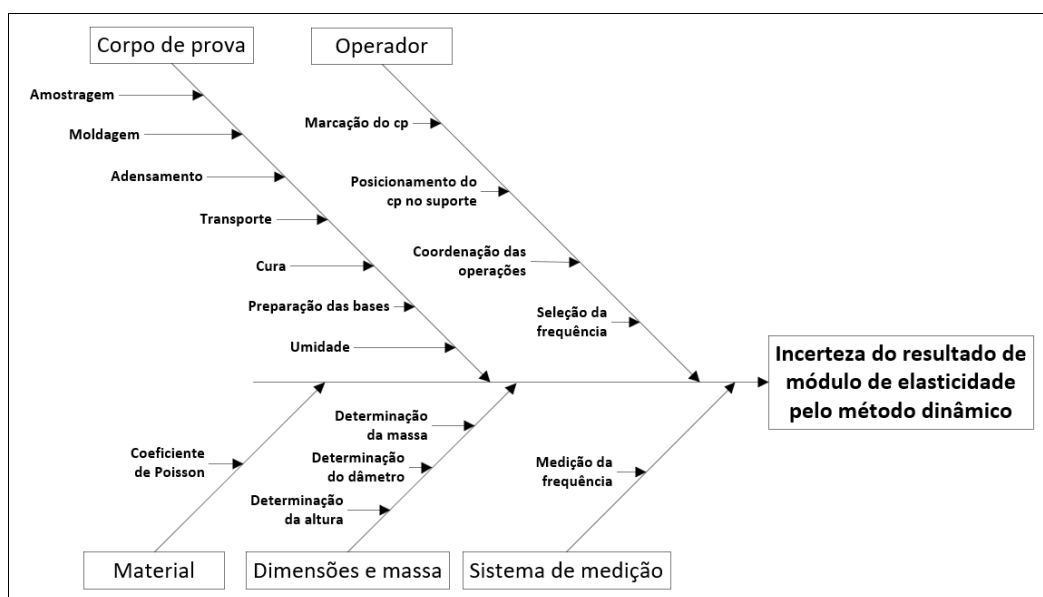 Corpo de prova
Operador
Amostragem
Moldagem
Adensamento
Transporte
Cura
Preparação das bases
Umidade
Marcação do cp
Posicionamento do
cp no suporte
Coordenação das
operações
Seleção da
frequência
Incerteza do resultado de
módulo de elasticidade
pelo método dinâmico
Coeficiente
de Poisson
Determinação
da massa
Determinação
do dâmetro
Determinação
da altura
Medição da
frequência
Material
Dimensões e massa
Sistema de medição